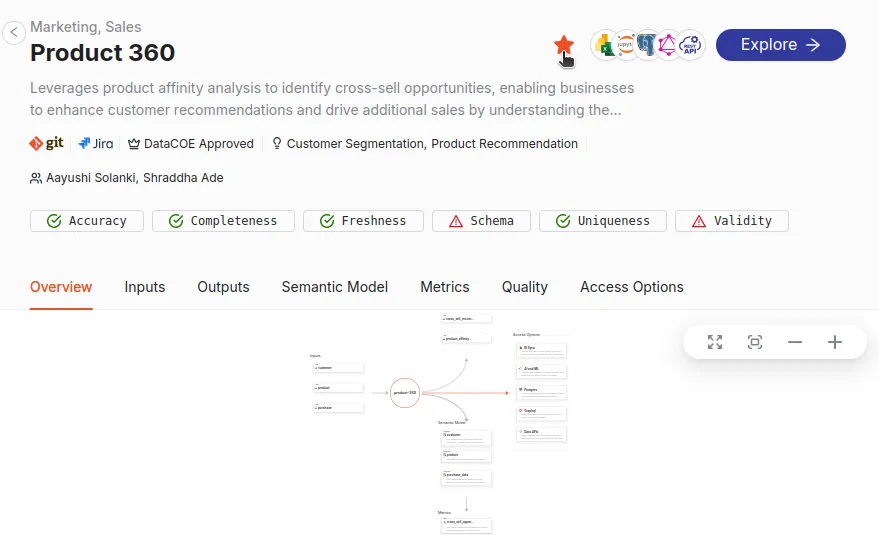 Marketing, Sales
Product 360
Explore
jupyter
REST API
Leverages product affinity analysis to identify cross-sell opportunities, enabling businesses
to enhance customer recommendations and drive additional sales by understanding the...
git
Jira
DataCOE Approved
Customer Segmentation, Product Recommendation
Aayushi Solanki, Shraddha Ade
Accuracy
Completeness
Freshness
Schema
Uniqueness
Validity
Overview
Inputs
Outputs
Semantic Model
Metrics
Quality
Access Options
product_affinity...
Access Options
BI Sync
Inputs
customer
AI and ML
product
product-360
Postgres
purchase
Graphql
Semantic Model
customer
Data APIs
product
purchase_data
Metrics
cross_sell_oppor...